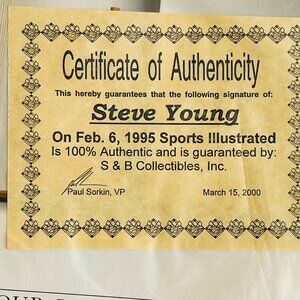 Certificate of Authenticity
This hereby guarantees that the following signature of:
Steve Young
On Feb. 6, 1995 Sports Illustrated
Is 100% Authentic and is guaranteed by:
S & B Collectibles, Inc.
Paul Sorkin, VP
March 15, 2000